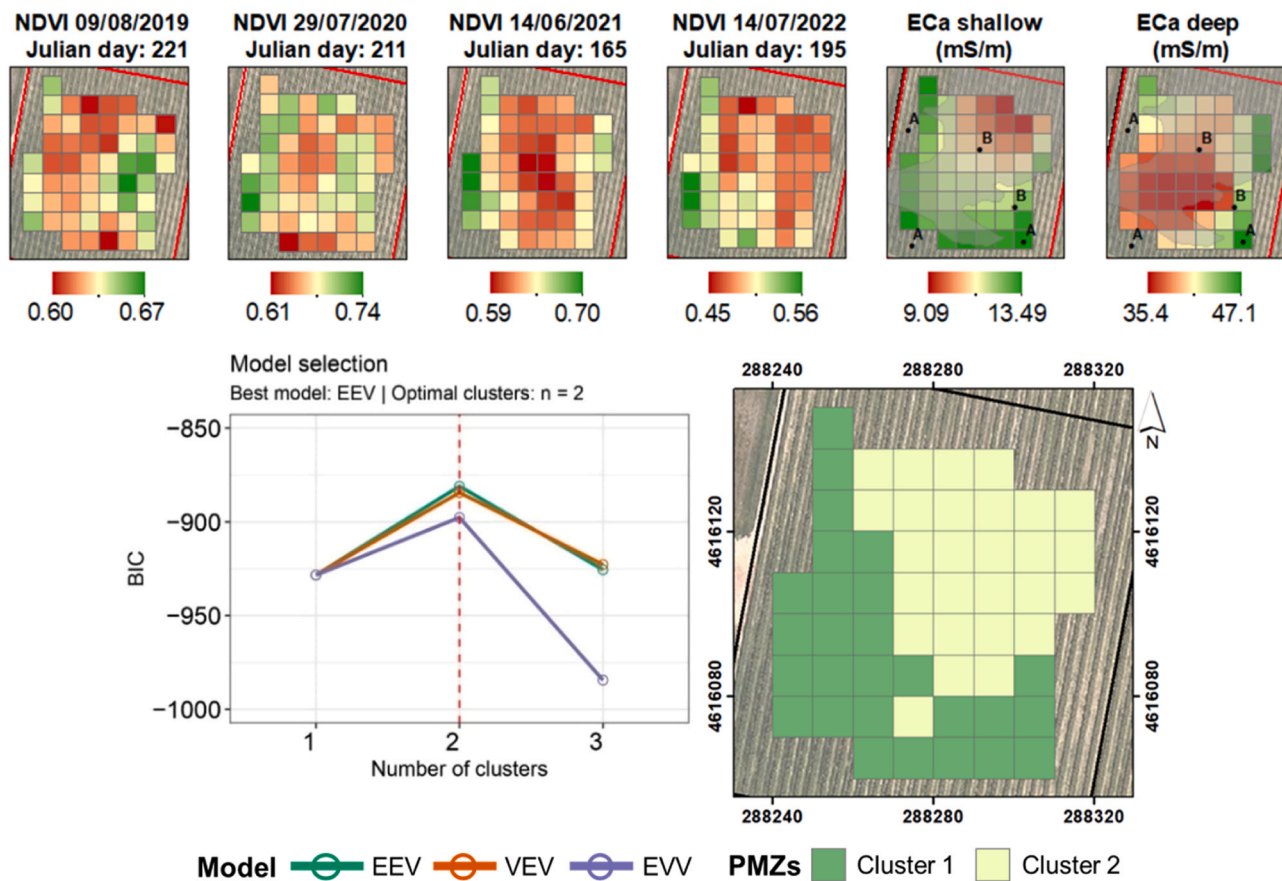 NDVI 09/08/2019
Julian day: 221
NDVI 29/07/2020
Julian day: 211
NDVI 14/06/2021
Julian day: 165
NDVI 14/07/2022
Julian day: 195
ECa shallow
(mS/m)
ECa deep
(mS/m)
A
B
B
A
A
A
B
B
A
A
0.60 0.67
0.61 0.74
0.59 0.70
0.45 0.56
9.09 13.49
35.4 47.1
Model selection
Best model: EEV | Optimal clusters: n = 2
BIC
−850
−900
−950
−1000
1 2 3
Number of clusters
288240 288280 288320
N
4616120
4616080
4616120
4616080
288240 288280 288320
Model EEV VEV EVV PMZs Cluster 1 Cluster 2